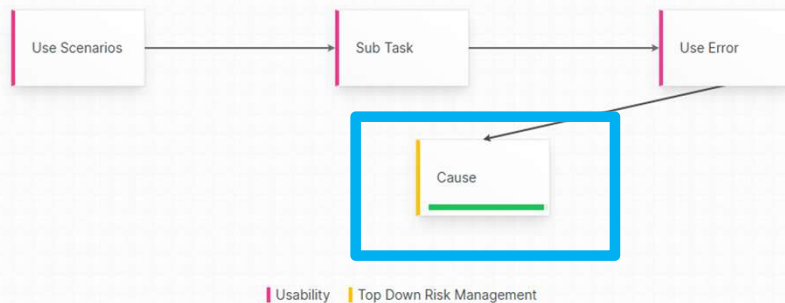 Use Scenarios
Sub Task
Use Error
Cause
Usability
Top Down Risk Management